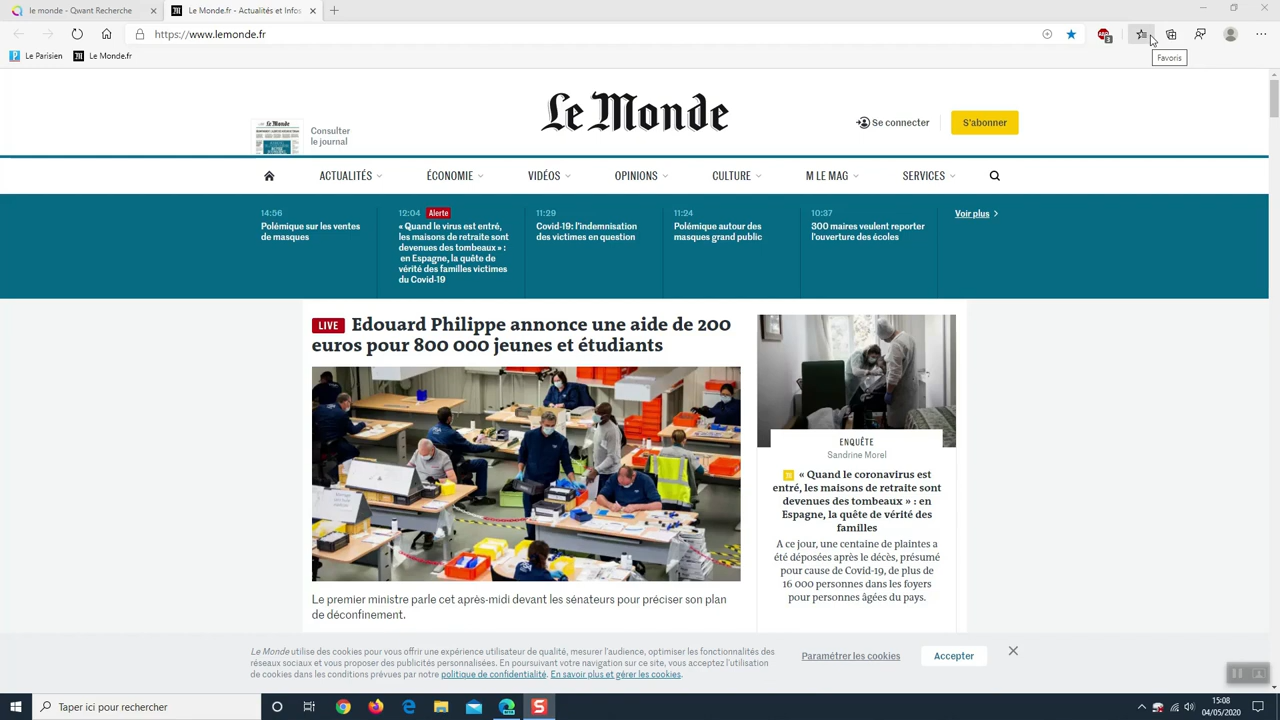 le monde - Qwant Recherche
Le Monde.fr - Actualités et Infos
https://www.lemonde.fr
3
Le Parisien
Le Monde.fr
Favoris
Consulter
le journal
Le Monde
Se connecter
S'abonner
ACTUALITÉS
ÉCONOMIE
VIDÉOS
OPINIONS
CULTURE
M LE MAG
SERVICES
14:56
Polémique sur les ventes
de masques
12:04 Alerte
« Quand le virus est entré,
les maisons de retraite sont
devenues des tombeaux » :
en Espagne, la quête de
vérité des familles victimes
du Covid-19
11:29
Covid-19: l'indemnisation
des victimes en question
11:24
Polémique autour des
masques grand public
10:37
300 maires veulent reporter
l'ouverture des écoles
Voir plus
LIVE Edouard Philippe annonce une aide de 200
euros pour 800 000 jeunes et étudiants
Le premier ministre parle cet après-midi devant les sénateurs pour préciser son plan
de déconfinement.
ENQUÊTE
Sandrine Morel
« Quand le coronavirus est
entré, les maisons de retraite sont
devenues des tombeaux » : en
Espagne, la quête de vérité des
familles
A ce jour, une centaine de plaintes a
été déposées après le décès, présumé
pour cause de Covid-19, de plus de
16 000 personnes dans les foyers
pour personnes âgées du pays.
Le Monde utilise des cookies pour vous offrir une expérience utilisateur de qualité, mesurer l'audience, optimiser les fonctionnalités des
réseaux sociaux et vous proposer des publicités personnalisées. En poursuivant votre navigation sur ce site, vous acceptez l'utilisation
de cookies dans les conditions prévues par notre politique de confidentialité. En savoir plus et gérer les cookies.
Paramétrer les cookies
Accepter
Taper ici pour rechercher
15:08
04/05/2020